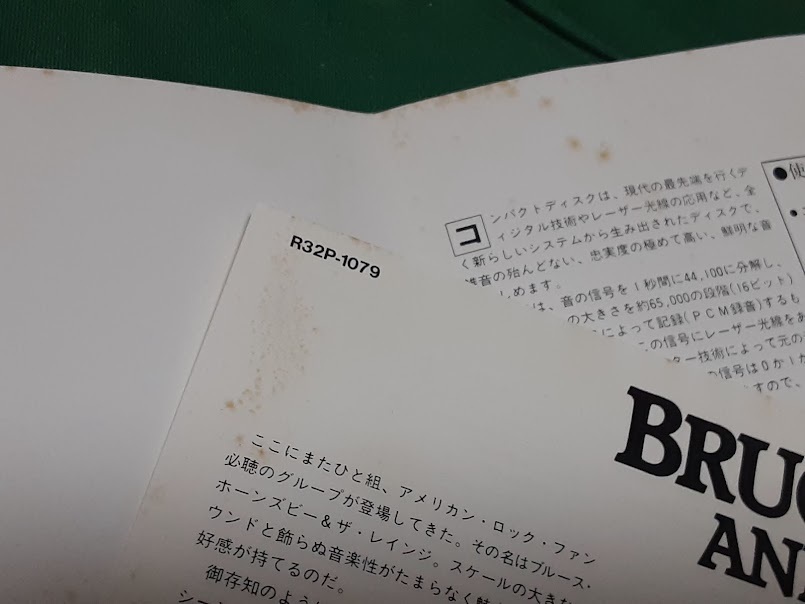 コンパクトディスクは、現代の最先端を行くデ
ィジタル技術やレーザー光線の応用など、全
く新らしいシステムから生み出されたディスクで、
音の殆んどない、忠実度の極めて高い、鮮明な音
しめます。
は、音の信号を1秒間に44,100に分解し、
の大きさを約65,000の段階(16ビット)
によって記録(PCM録音)するも
の信号にレーザー光線をあ
ター技術によって元の
の信号は0か1か
すので、
●使
R32P-1079
BRUC
AN
ここにまたひと組、アメリカン・ロック・ファン
必聴のグループが登場してきた。その名はブルース・
ホーンズビー&ザ・レインジ。スケールの大きな
ウンドと飾らぬ音楽性がたまらなく魅
好感が持てるのだ。
御存知のように
シー